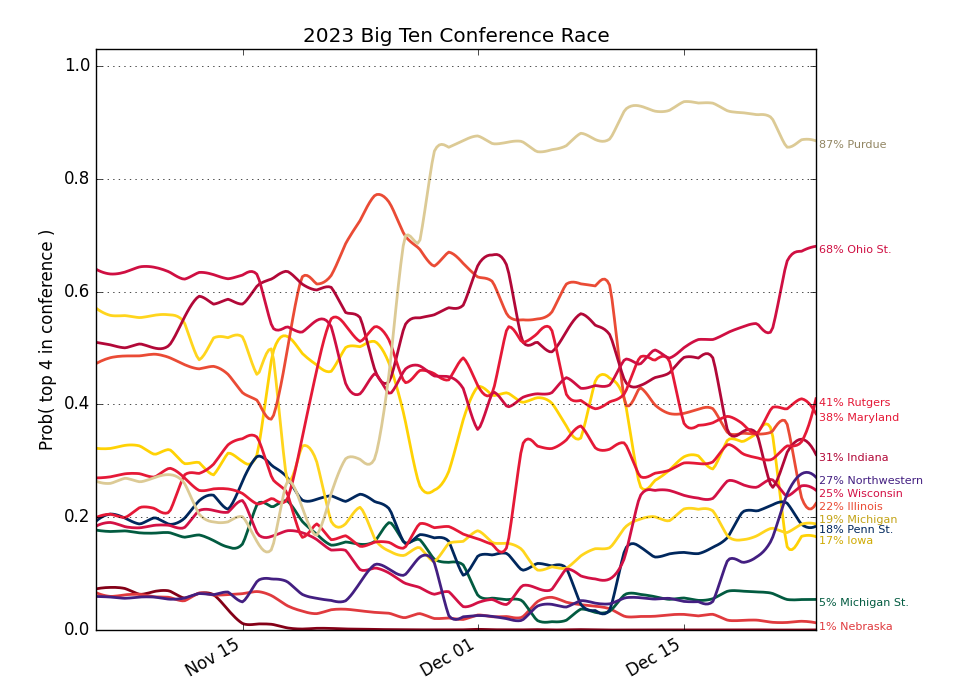 2023 Big Ten Conference Race
Prob( top 4 in conference )
1.0
0.8
0.6
0.4
0.2
0.0
Nov 15
Dec 01
Dec 15
87% Purdue
68% Ohio St.
41% Rutgers
38% Maryland
31% Indiana
27% Northwestern
25% Wisconsin
22% Illinois
19% Michigan
18% Penn St.
17% Iowa
5% Michigan St.
1% Nebraska